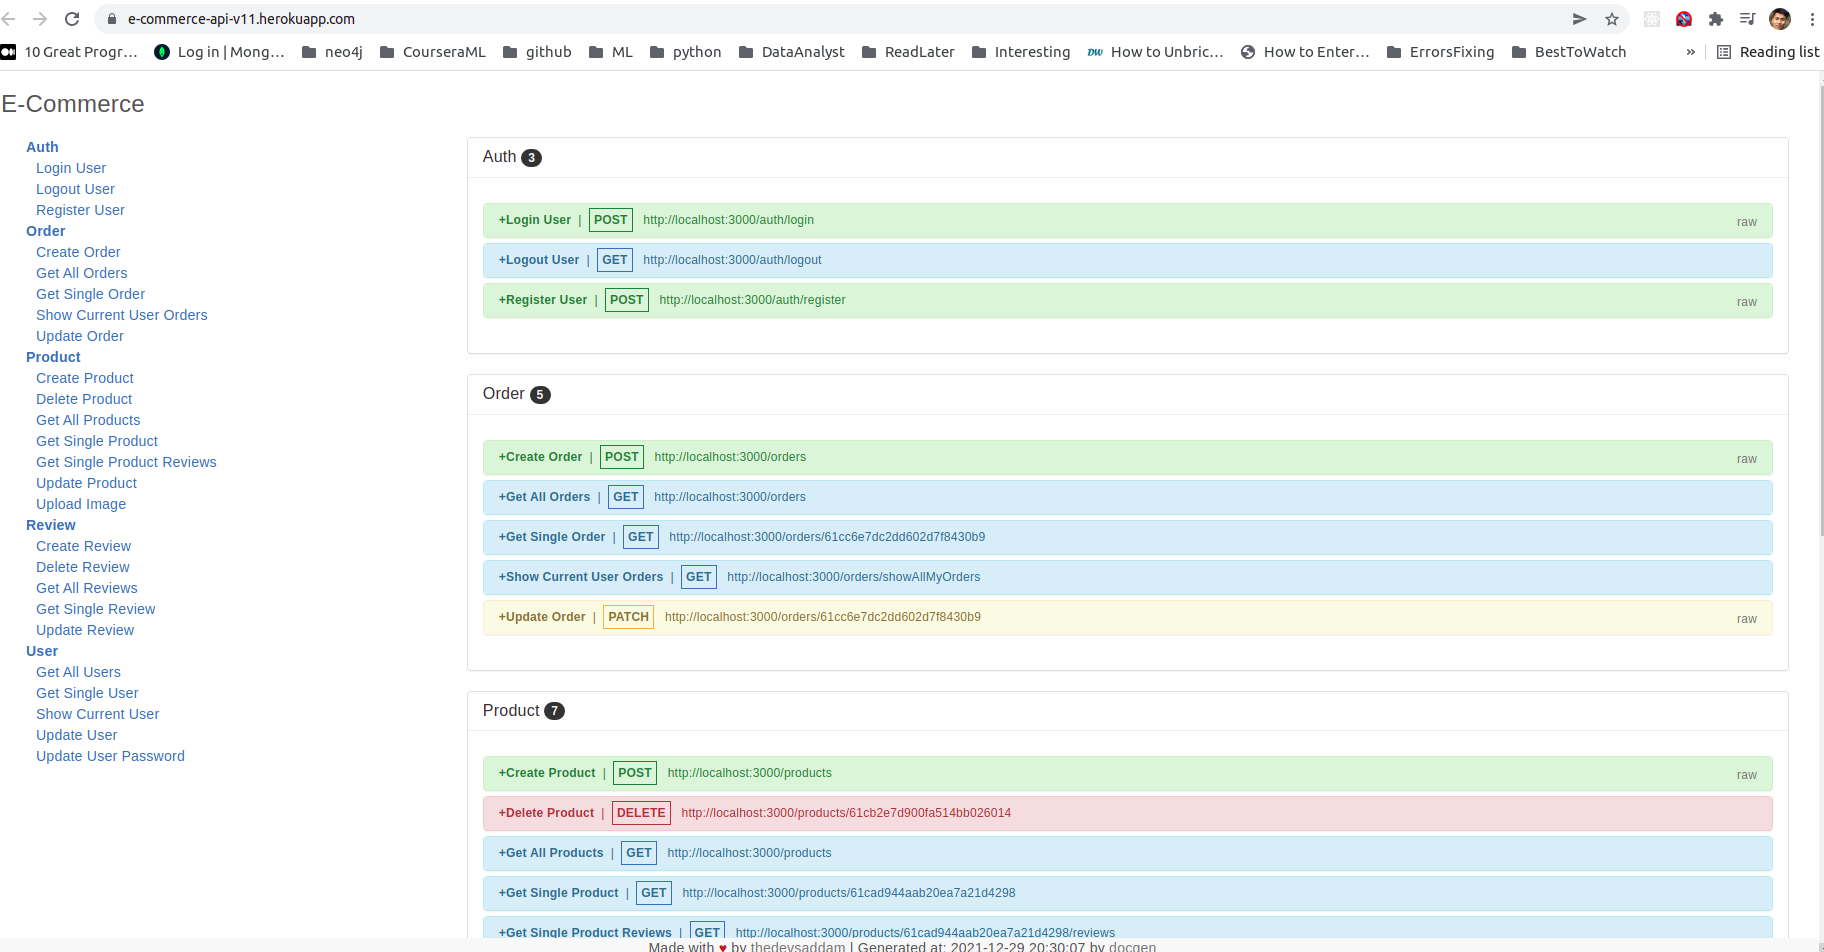 e-commerce-api-v11.herokuapp.com
10 Great Progr… Log in | Mong… neo4j CourseraML github ML python DataAnalyst ReadLater Interesting DW How to Unbric… How to Enter… ErrorsFixing BestToWatch » Reading list
E-Commerce
Auth
Login User
Logout User
Register User
Order
Create Order
Get All Orders
Get Single Order
Show Current User Orders
Update Order
Product
Create Product
Delete Product
Get All Products
Get Single Product
Get Single Product Reviews
Update Product
Upload Image
Review
Create Review
Delete Review
Get All Reviews
Get Single Review
Update Review
User
Get All Users
Get Single User
Show Current User
Update User
Update User Password
Auth 3
+Login User | POST http://localhost:3000/auth/login raw
+Logout User | GET http://localhost:3000/auth/logout
+Register User | POST http://localhost:3000/auth/register raw
Order 5
+Create Order | POST http://localhost:3000/orders raw
+Get All Orders | GET http://localhost:3000/orders
+Get Single Order | GET http://localhost:3000/orders/61cc6e7dc2dd602d7f8430b9
+Show Current User Orders | GET http://localhost:3000/orders/showAllMyOrders
+Update Order | PATCH http://localhost:3000/orders/61cc6e7dc2dd602d7f8430b9 raw
Product 7
+Create Product | POST http://localhost:3000/products raw
+Delete Product | DELETE http://localhost:3000/products/61cb2e7d900fa514bb026014
+Get All Products | GET http://localhost:3000/products
+Get Single Product | GET http://localhost:3000/products/61cad944aab20ea7a21d4298
+Get Single Product Reviews | GET http://localhost:3000/products/61cad944aab20ea7a21d4298/reviews
Made with ♥ by thedevsaddam | Generated at: 2021-12-29 20:30:07 by docgen